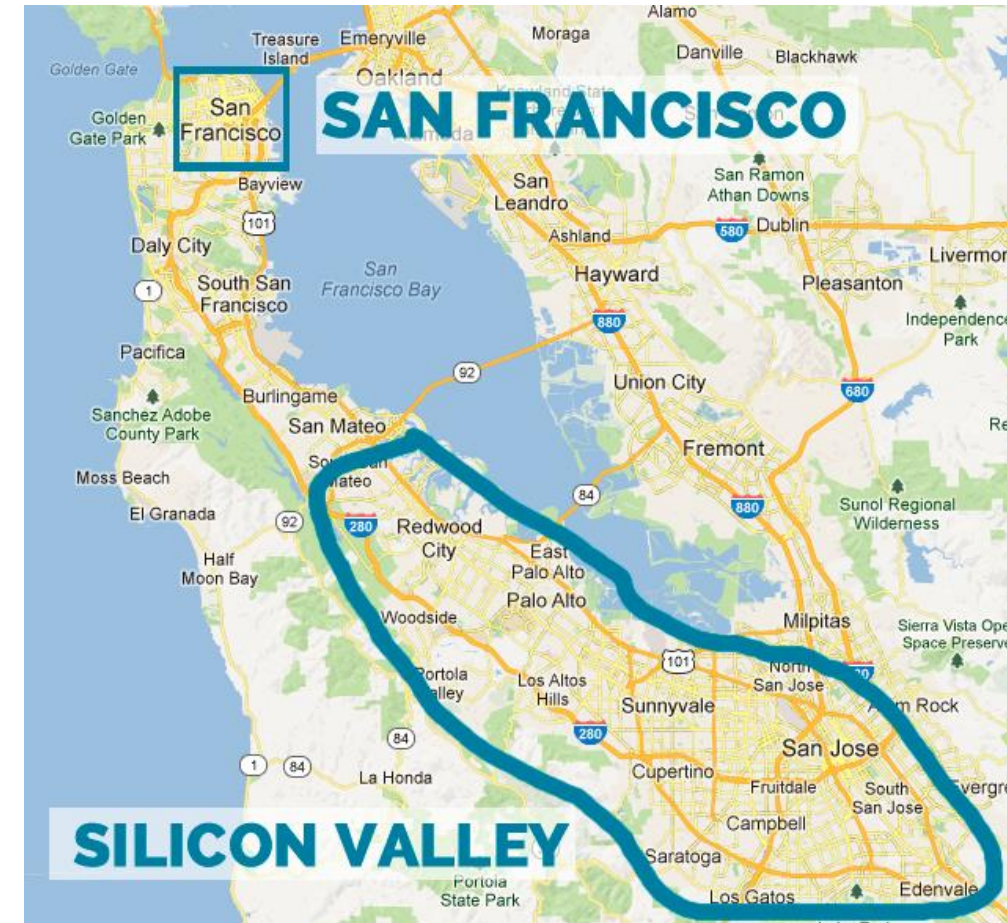 Alamo
Treasure
Island
Emeryville
Moraga
Danville
Blackhawk
Golden Gate
Oakland
San
Francisco
SAN FRANCISCO
Golden
Gate Park
San Ramon
Athan Downs
Bayview
San
Leandro
101
580
Dublin
Ashland
Daly City
Livermor
San
Francisco Bay
Hayward
Pleasanton
1
South San
Francisco
880
Independence
Park
Pacifica
92
Union City
680
Burlingame
Sanchez Adobe
County Park
San Mateo
Re
Fremont
Moss Beach
Mateo
84
880
Sunol Regional
Wilderness
El Granada
92
280
Redwood
City
Half
Moon Bay
East
Palo Alto
Palo Alto
Woodside
Milpitas
Sierra Vista Ope
Space Preserve
101
North
San Jose
Los Altos
Hills
Sunnyvale
Rock
280
San Jose
84
1
84
La Honda
Cupertino
Fruitdale
South
San Jose
Campbell
SILICON VALLEY
Saratoga
Portola
State Park
Los Gatos
Edenvale